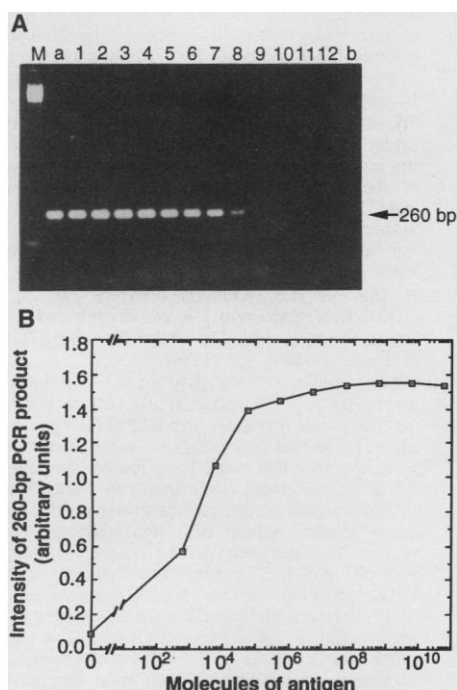 A
M a 1 2 3 4 5 6 7 8 9 10 11 12 b
260 bp
B
Intensity of 260-bp PCR product
(arbitrary units)
1.8
1.6
1.4
1.2
1.0
0.8
0.6
0.4
0.2
0.0
0 10² 10⁴ 10⁶ 10⁸ 10¹⁰
Molecules of antigen